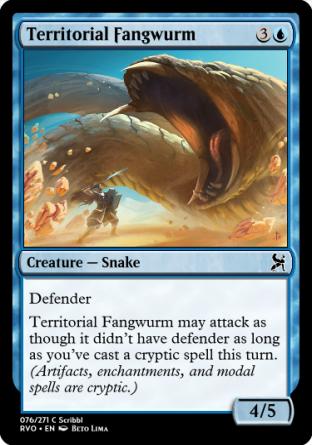 Territorial Fangwurm 3
Creature — Snake
Defender
Territorial Fangwurm may attack as
though it didn't have defender as long
as you've cast a cryptic spell this turn.
(Artifacts, enchantments, and modal
spells are cryptic.)
4/5
076/271 C Scribbl
RVO • EN Beto Lima